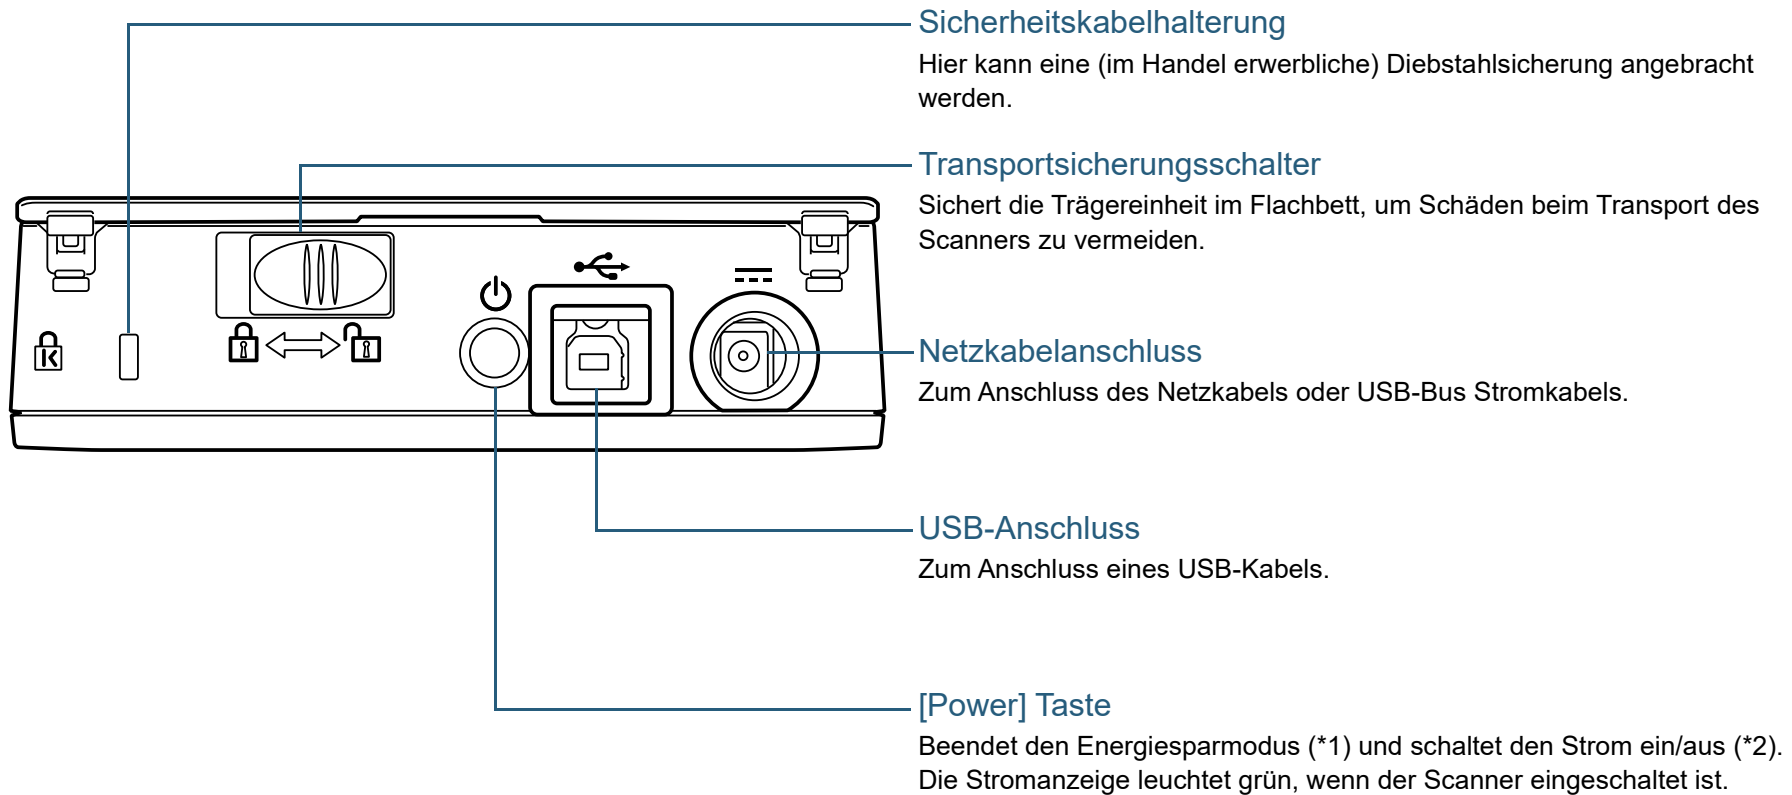 Sicherheitskabelhalterung
Hier kann eine (im Handel erwerbliche) Diebstahlsicherung angebracht
werden.
Transportsicherungsschalter
Sichert die Trägereinheit im Flachbett, um Schäden beim Transport des
Scanners zu vermeiden.
Netzkabelanschluss
Zum Anschluss des Netzkabels oder USB-Bus Stromkabels.
USB-Anschluss
Zum Anschluss eines USB-Kabels.
[Power] Taste
Beendet den Energiesparmodus (*1) und schaltet den Strom ein/aus (*2).
Die Stromanzeige leuchtet grün, wenn der Scanner eingeschaltet ist.